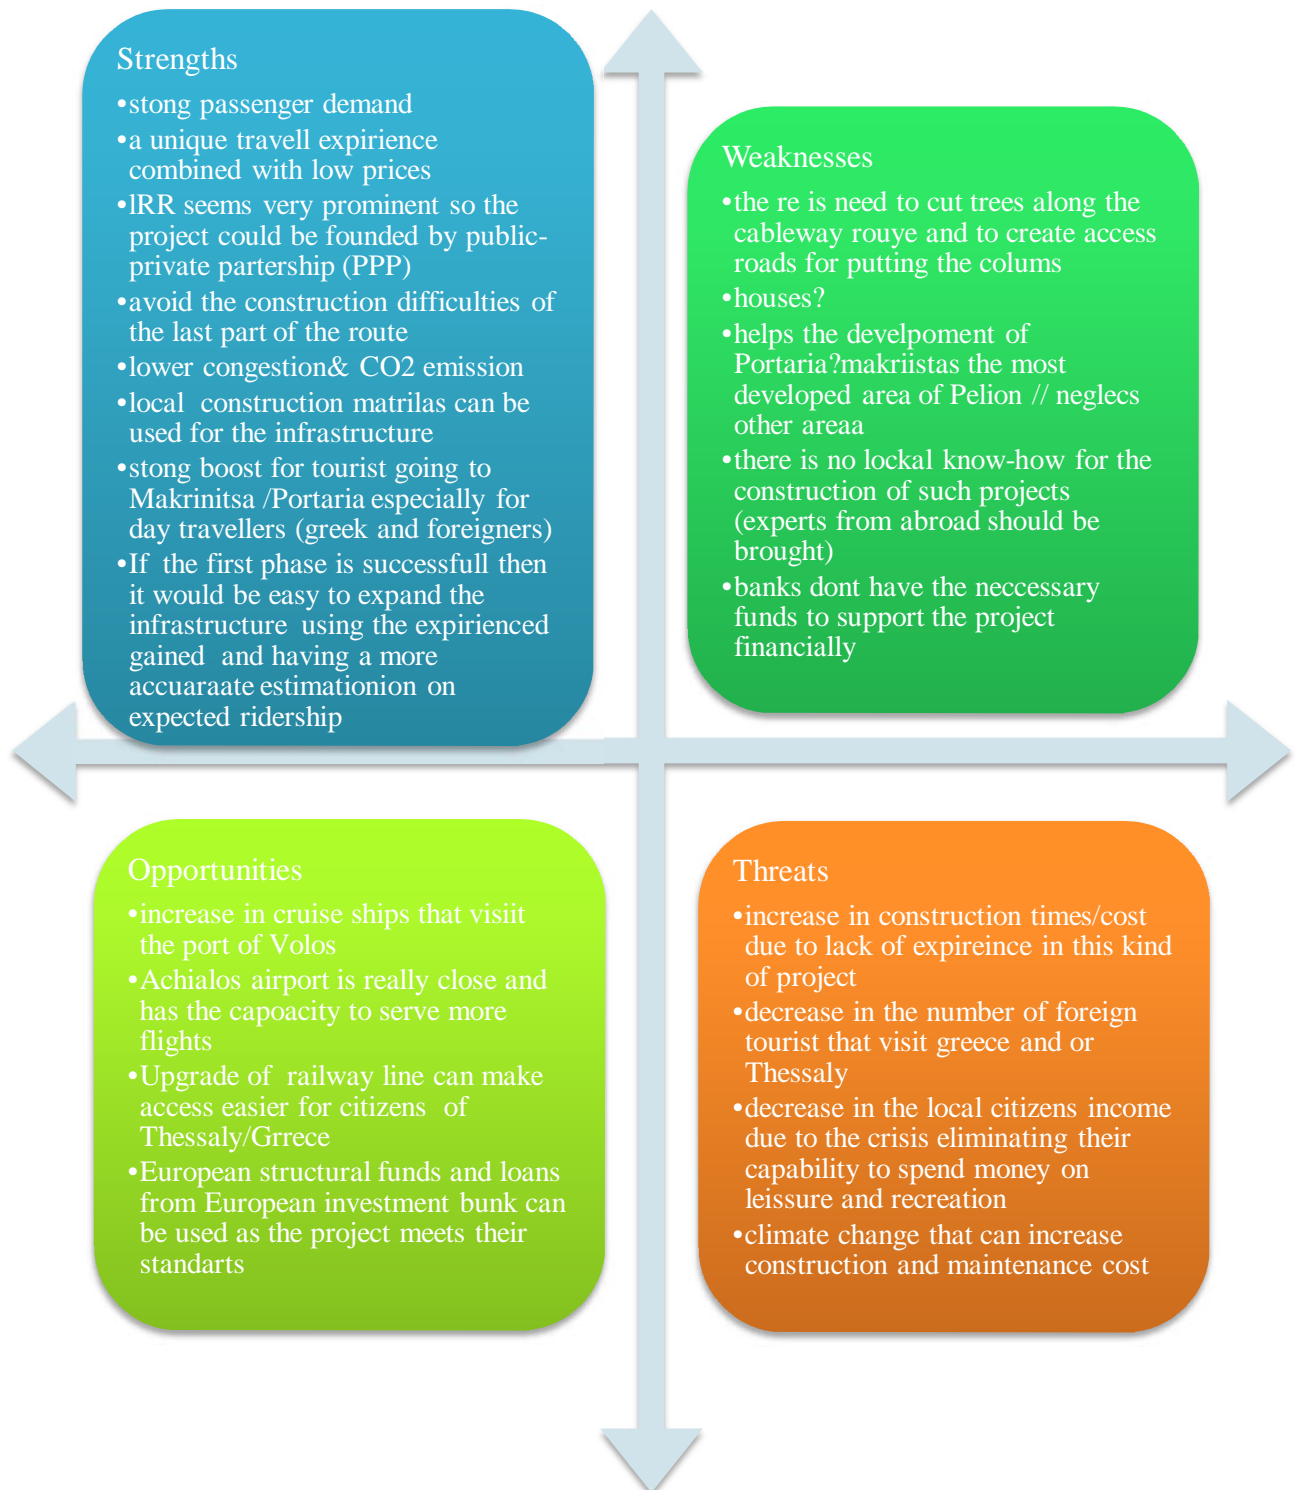 Strengths
•stong passenger demand
•a unique travell expirience
combined with low prices
•lRR seems very prominent so the
project could be founded by public-
private partership (PPP)
•avoid the construction difficulties of
the last part of the route
•lower congestion& CO2 emission
•local construction matrilas can be
used for the infrastructure
•stong boost for tourist going to
Makrinitsa /Portaria especially for
day travellers (greek and foreigners)
•If the first phase is successfull then
it would be easy to expand the
infrastructure using the expirienced
gained and having a more
accuaraate estimationion on
expected ridership
Weaknesses
•the re is need to cut trees along the
cableway rouye and to create access
roads for putting the colums
•houses?
•helps the develpoment of
Portaria?makriistas the most
developed area of Pelion // neglecs
other areaa
•there is no lockal know-how for the
construction of such projects
(experts from abroad should be
brought)
•banks dont have the neccessary
funds to support the project
financially
Opportunities
•increase in cruise ships that visiit
the port of Volos
•Achialos airport is really close and
has the capoacity to serve more
flights
•Upgrade of railway line can make
access easier for citizens of
Thessaly/Grrece
•European structural funds and loans
from European investment bunk can
be used as the project meets their
standarts
Threats
•increase in construction times/cost
due to lack of expireince in this kind
of project
•decrease in the number of foreign
tourist that visit greece and or
Thessaly
•decrease in the local citizens income
due to the crisis eliminating their
capability to spend money on
leissure and recreation
•climate change that can increase
construction and maintenance cost